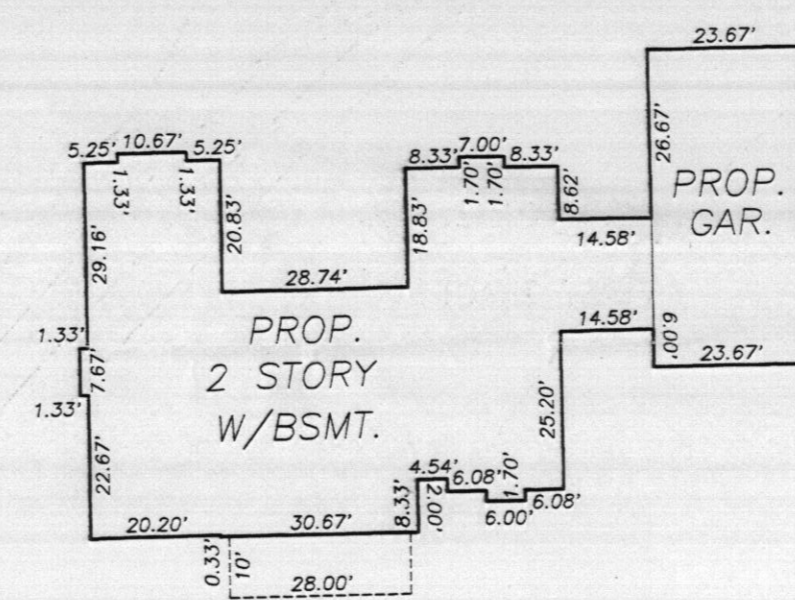 23.67'
26.67'
PROP.
GAR.
5.25' 10.67' 5.25'
1.33' 1.33'
29.16'
20.83'
28.74'
18.83'
8.33' 7.00' 8.33'
1.70' 1.70'
8.62'
14.58'
14.58'
6.00'
23.67'
1.33'
7.67'
1.33'
22.67'
PROP.
2 STORY
W/BSMT.
25.20'
4.54' 6.08' 1.70'
6.00' 6.08'
8.33' 2.00'
20.20' 30.67'
0.33' 10'
28.00'